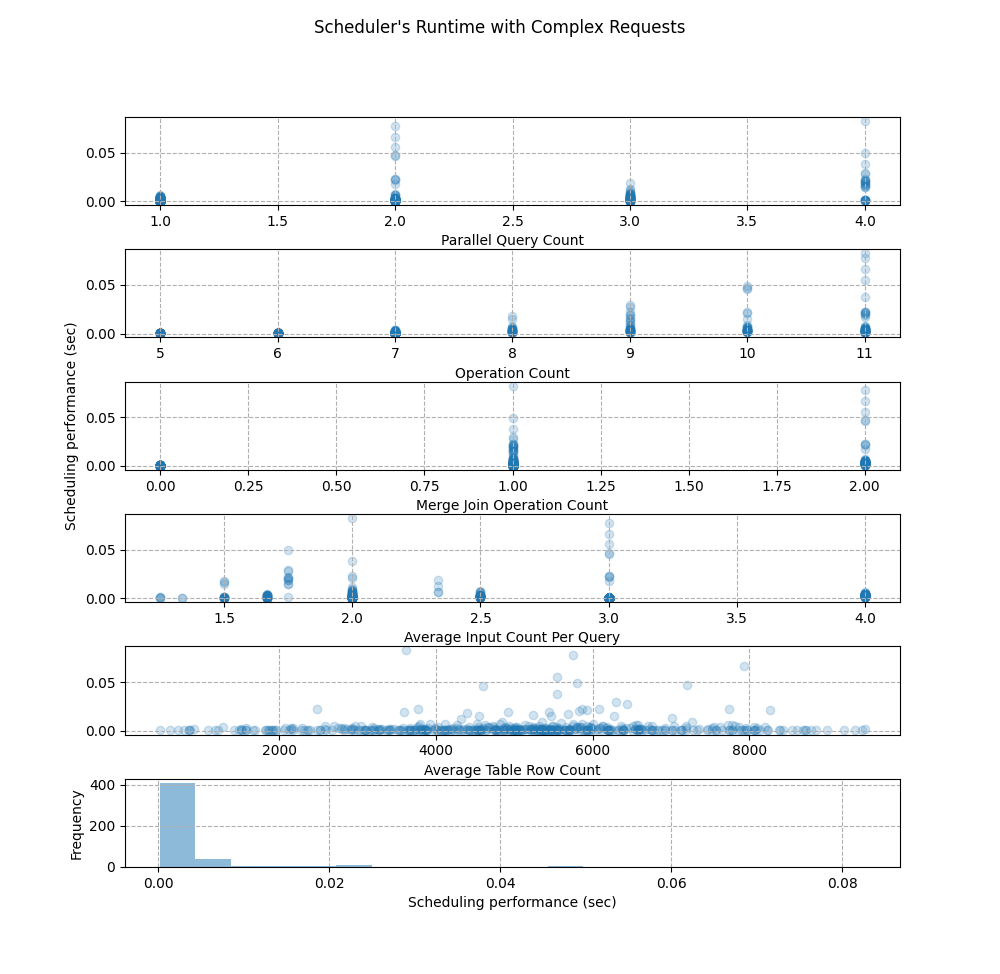 Scheduler's Runtime with Complex Requests
0.05
0.00
1.0 1.5 2.0 2.5 3.0 3.5 4.0
Parallel Query Count
0.05
0.00
5 6 7 8 9 10 11
Operation Count
0.05
0.00
0.00 0.25 0.50 0.75 1.00 1.25 1.50 1.75 2.00
Merge Join Operation Count
Scheduling performance (sec)
0.05
0.00
1.5 2.0 2.5 3.0 3.5 4.0
Average Input Count Per Query
0.05
0.00
2000 4000 6000 8000
Average Table Row Count
Frequency
400
200
0
0.00 0.02 0.04 0.06 0.08
Scheduling performance (sec)